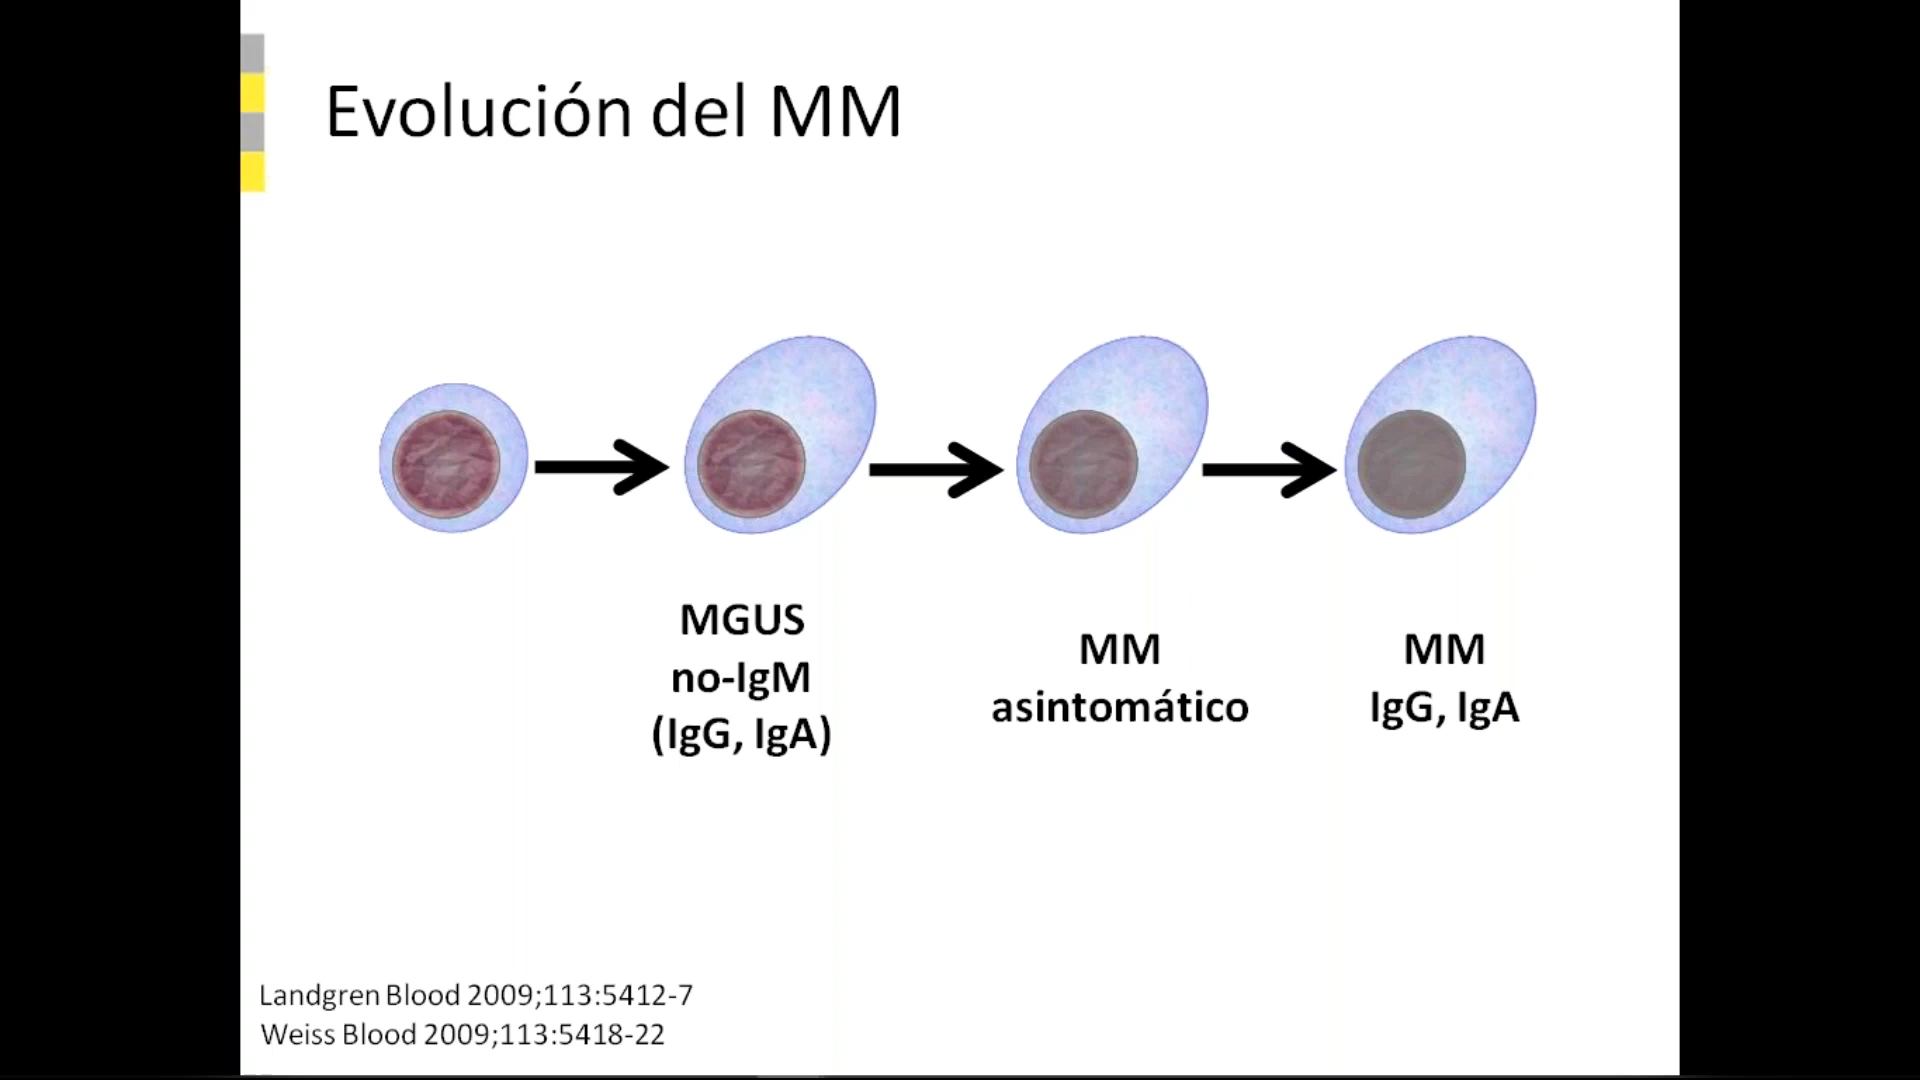 Evolución del MM
MGUS
no-IgM
(IgG, IgA)
MM
asintomático
MM
IgG, IgA
Landgren Blood 2009;113:5412-7
Weiss Blood 2009;113:5418-22